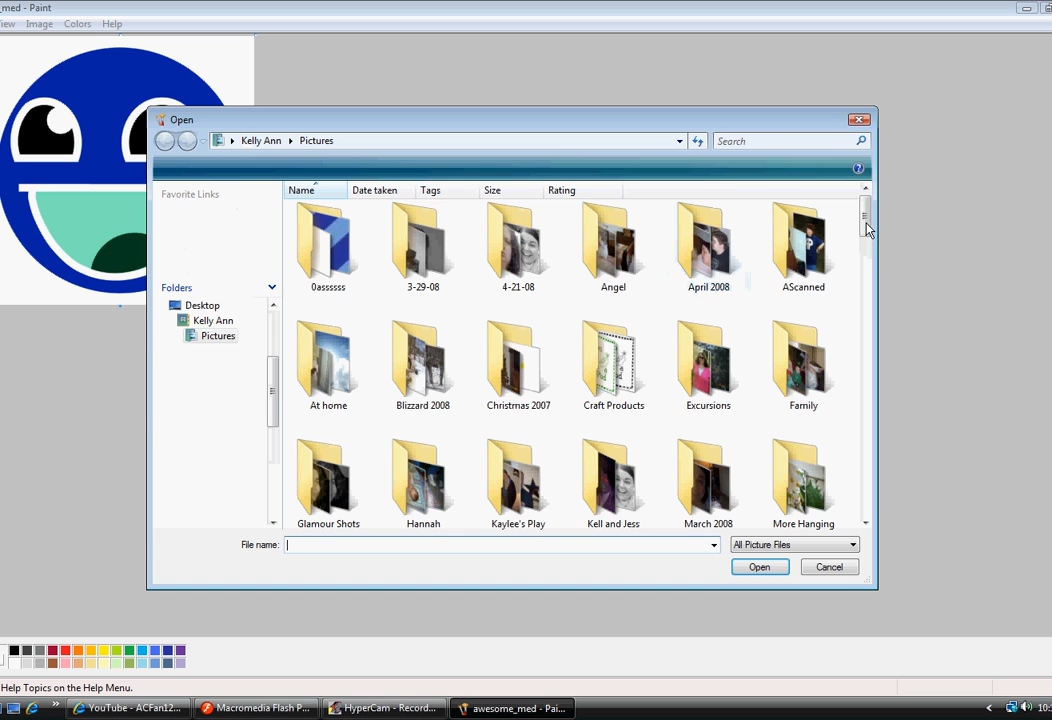 _med - Paint
iew Image Colors Help
Open
Kelly Ann Pictures Search
Favorite Links
Name Date taken Tags Size Rating
0assssss 3-29-08 4-21-08 Angel April 2008 AScanned
Folders
Desktop
Kelly Ann
Pictures
At home Blizzard 2008 Christmas 2007 Craft Products Excursions Family
Glamour Shots Hannah Kaylee's Play Kell and Jess March 2008 More Hanging
File name: All Picture Files
Open Cancel
Help Topics on the Help Menu.
YouTube - ACFan12... Macromedia Flash P... HyperCam - Record... awesome_med - Pai... 10: